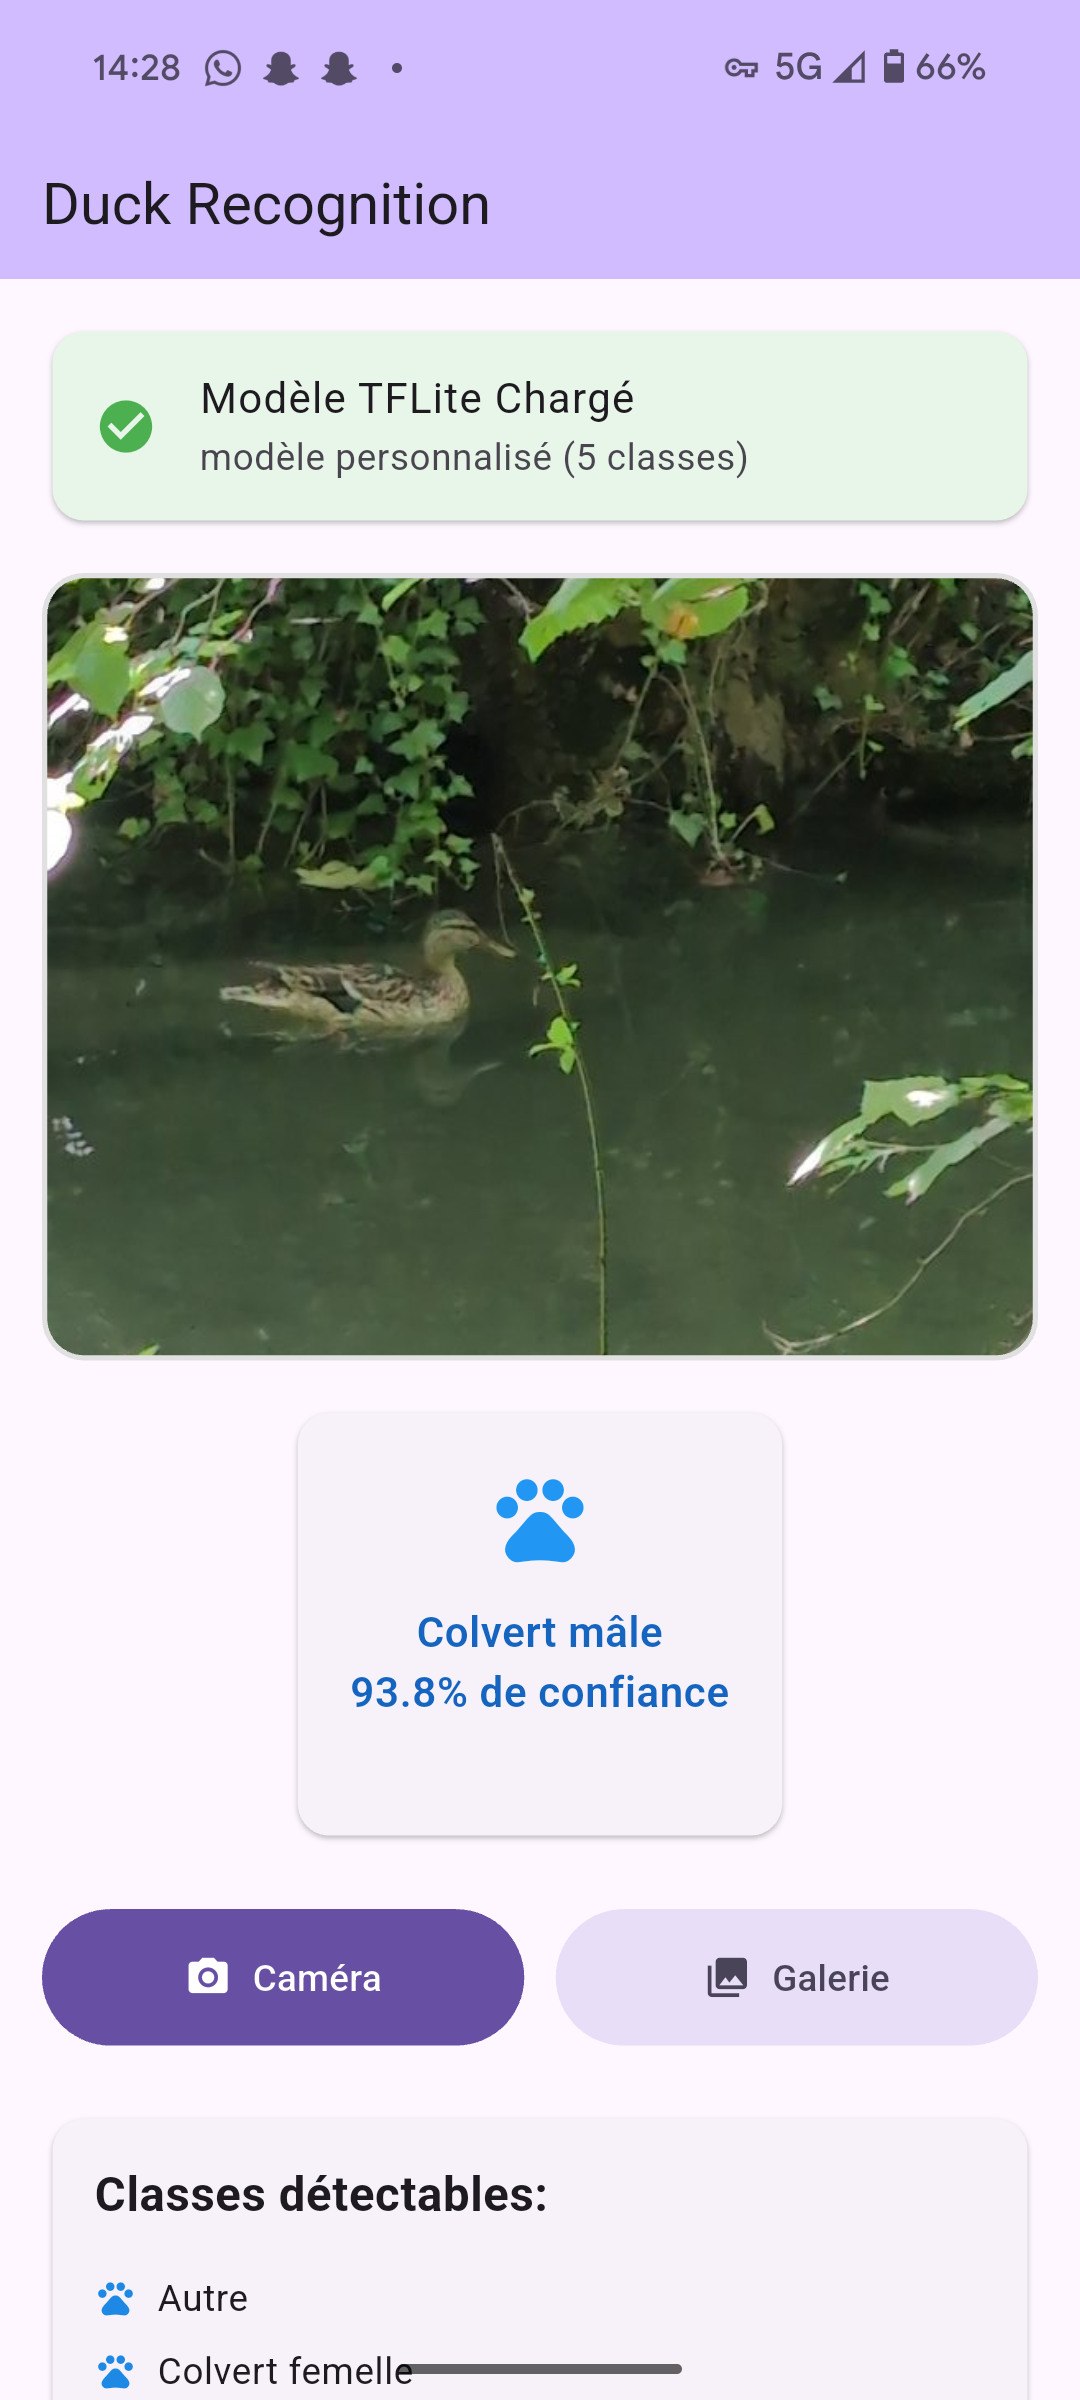 14:28
5G
66%
Duck Recognition
Modèle TFLite Chargé
modèle personnalisé (5 classes)
Colvert mâle
93.8% de confiance
Caméra
Galerie
Classes détectables:
Autre
Colvert femelle